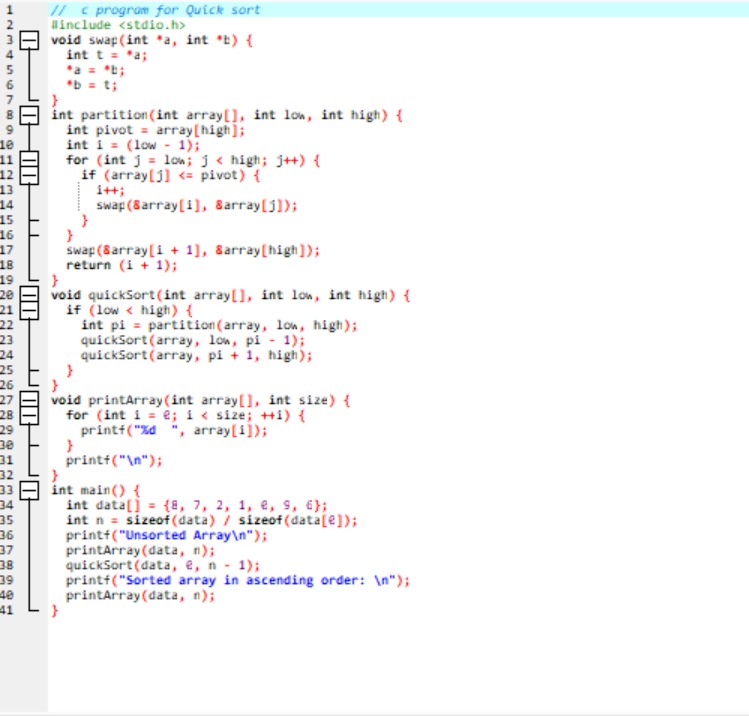 1 //  c program for Quick sort
2 #include <stdio.h>
3 void swap(int *a, int *b) {
4   int t = *a;
5   *a = *b;
6   *b = t;
7 }
8 int partition(int array[], int low, int high) {
9   int pivot = array[high];
10   int i = (low - 1);
11   for (int j = low; j < high; j++) {
12     if (array[j] <= pivot) {
13       i++;
14       swap(&array[i], &array[j]);
15     }
16   }
17   swap(&array[i + 1], &array[high]);
18   return (i + 1);
19 }
20 void quickSort(int array[], int low, int high) {
21   if (low < high) {
22     int pi = partition(array, low, high);
23     quickSort(array, low, pi - 1);
24     quickSort(array, pi + 1, high);
25   }
26 }
27 void printArray(int array[], int size) {
28   for (int i = 0; i < size; ++i) {
29     printf("%d  ", array[i]);
30   }
31   printf("\n");
32 }
33 int main() {
34   int data[] = {8, 7, 2, 1, 0, 9, 6};
35   int n = sizeof(data) / sizeof(data[0]);
36   printf("Unsorted Array\n");
37   printArray(data, n);
38   quickSort(data, 0, n - 1);
39   printf("Sorted array in ascending order: \n");
40   printArray(data, n);
41 }